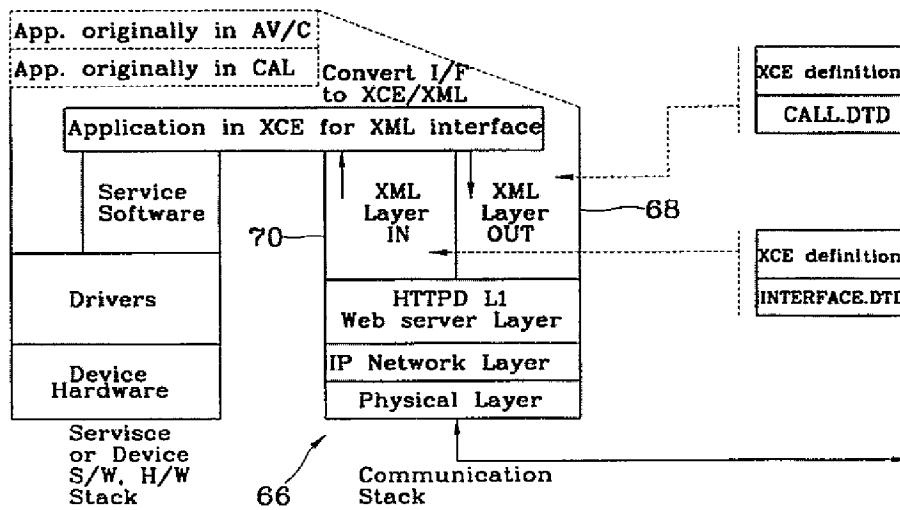 App. originally in AV/C
App. originally in CAL
Convert I/F
to XCE/XML
Application in XCE for XML interface
Service
Software
Drivers
Device
Hardware
Servisce
or Device
S/W, H/W
Stack
XML
Layer
IN
XML
Layer
OUT
70
68
HTTPD L1
Web server Layer
IP Network Layer
Physical Layer
66
Communication
Stack
XCE definition
CALL.DTD
XCE definition
INTERFACE.DTD